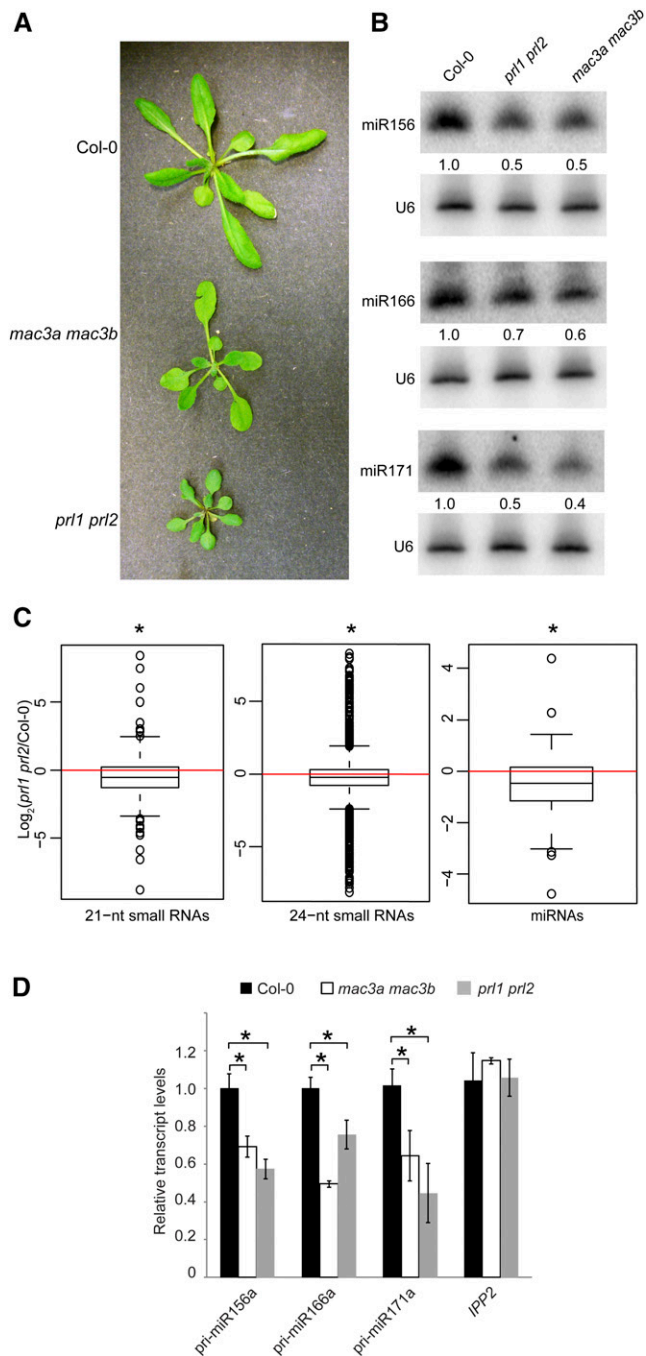 A
Col-0
mac3a mac3b
prl1 prl2
B
Col-0 prl1 prl2 mac3a mac3b
miR156
1.0 0.5 0.5
U6
miR166
1.0 0.7 0.6
U6
miR171
1.0 0.5 0.4
U6
C
* * *
Log2(prl1 prl2/Col-0)
5
0
−5
21−nt small RNAs
5
0
−5
24−nt small RNAs
4
2
0
−2
−4
miRNAs
D
Col-0 mac3a mac3b prl1 prl2
Relative transcript levels
1.2
1.0
0.8
0.6
0.4
0.2
0
* * *
* * *
pri-miR156a
pri-miR166a
pri-miR171a
IPP2